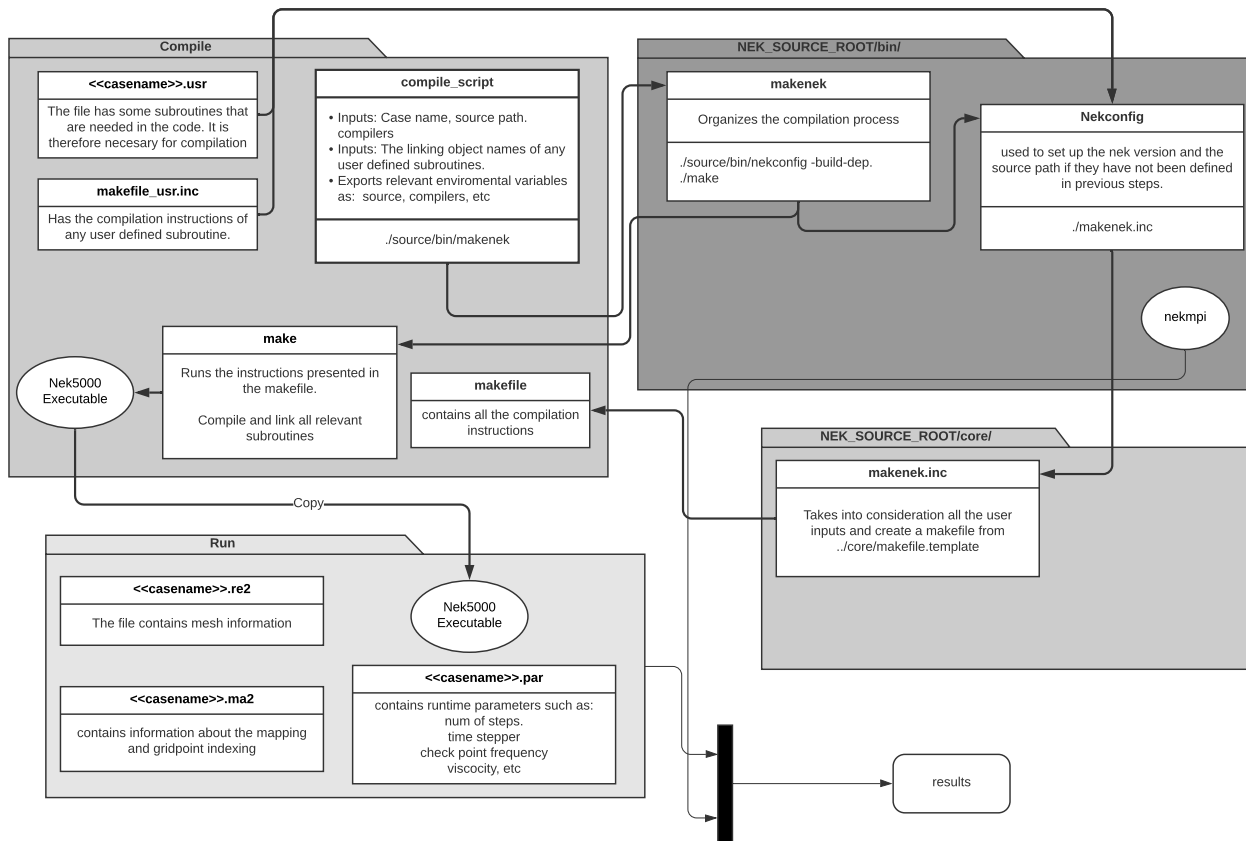 Compile
<<casename>>.usr
The file has some subroutines that
are needed in the code. It is
therefore necesary for compilation
makefile_usr.inc
Has the compilation instructions of
any user defined subroutine.
compile_script
• Inputs: Case name, source path.
compilers
• Inputs: The linking object names of any
user defined subroutines.
• Exports relevant enviromental variables
as:  source, compilers, etc
./source/bin/makenek
make
Runs the instructions presented in
the makefile.
Compile and link all relevant
subroutines
Nek5000
Executable
makefile
contains all the compilation
instructions
NEK_SOURCE_ROOT/bin/
makenek
Organizes the compilation process
./source/bin/nekconfig -build-dep.
./make
Nekconfig
used to set up the nek version and the
source path if they have not been defined
in previous steps.
./makenek.inc
nekmpi
NEK_SOURCE_ROOT/core/
makenek.inc
Takes into consideration all the user
inputs and create a makefile from
../core/makefile.template
Copy
Run
<<casename>>.re2
The file contains mesh information
Nek5000
Executable
<<casename>>.ma2
contains information about the mapping
and gridpoint indexing
<<casename>>.par
contains runtime parameters such as:
num of steps.
time stepper
check point frequency
viscocity, etc
results